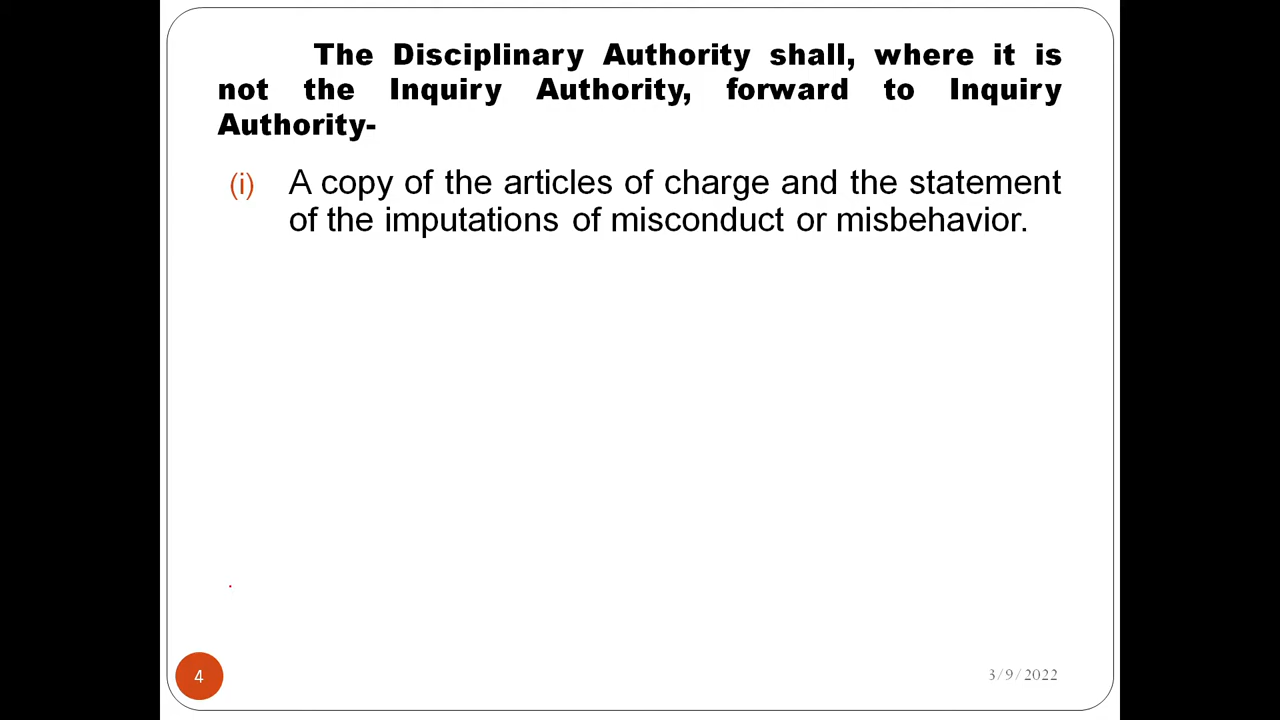 The Disciplinary Authority shall, where it is
not the Inquiry Authority, forward to Inquiry
Authority-
(i) A copy of the articles of charge and the statement
of the imputations of misconduct or misbehavior.
4
3/9/2022